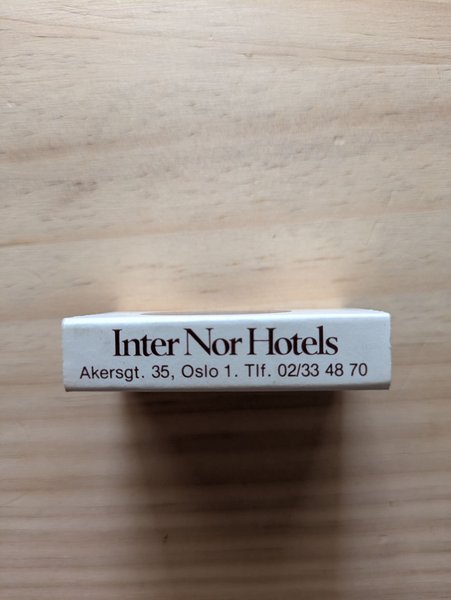 Inter Nor Hotels
Akersgt. 35, Oslo 1. Tlf. 02/33 48 70